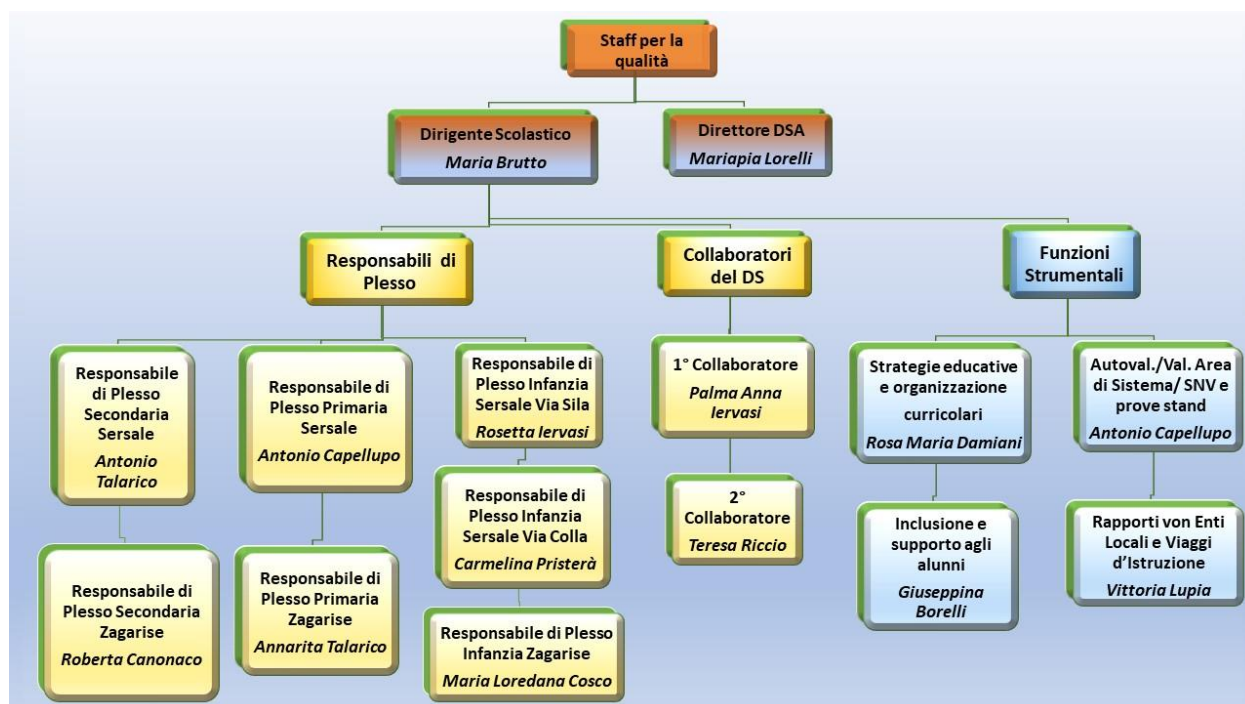 Staff per la
qualità
Dirigente Scolastico
Maria Brutto
Direttore DSA
Mariapia Lorelli
Responsabili di
Plesso
Collaboratori
del DS
Funzioni
Strumentali
Responsabile
di Plesso
Secondaria
Sersale
Antonio
Talarico
Responsabile di
Plesso Primaria
Sersale
Antonio Capellupo
Responsabile di
Plesso Infanzia
Sersale Via Sila
Rosetta Iervasi
1° Collaboratore
Palma Anna
Iervasi
Strategie educative
e organizzazione
curricolari
Rosa Maria Damiani
Autoval./Val. Area
di Sistema/ SNV e
prove stand
Antonio Capellupo
Responsabile di
Plesso Secondaria
Zagarise
Roberta Canonaco
Responsabile di
Plesso Primaria
Zagarise
Annarita Talarico
Responsabile di
Plesso Infanzia
Sersale Via Colla
Carmelina Pristerà
Responsabile di Plesso
Infanzia Zagarise
Maria Loredana Cosco
2°
Collaboratore
Teresa Riccio
Inclusione e
supporto agli
alunni
Giuseppina
Borelli
Rapporti von Enti
Locali e Viaggi
d’Istruzione
Vittoria Lupia